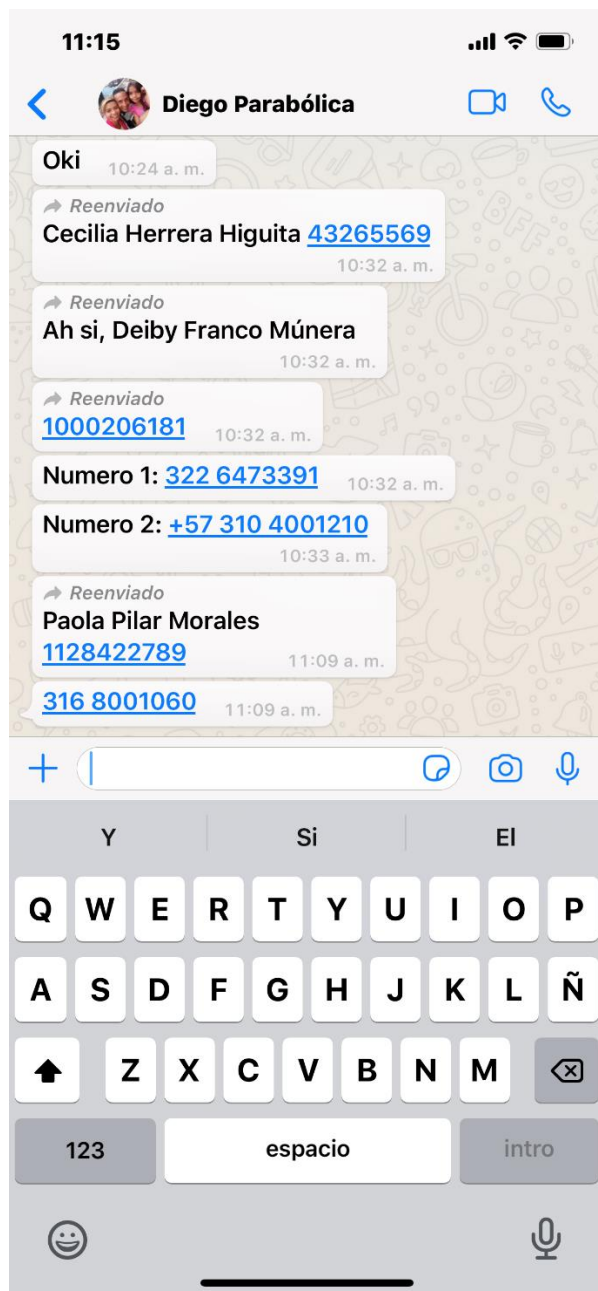 11:15
Diego Parabólica
Oki 10:24 a. m.
Reenviado
Cecilia Herrera Higuita 43265569
10:32 a. m.
Reenviado
Ah si, Deiby Franco Múnera
10:32 a. m.
Reenviado
1000206181 10:32 a. m.
Numero 1: 322 6473391 10:32 a. m.
Numero 2: +57 310 4001210
10:33 a. m.
Reenviado
Paola Pilar Morales
1128422789 11:09 a. m.
316 8001060 11:09 a. m.
Y Si El
Q W E R T Y U I O P
A S D F G H J K L Ñ
Z X C V B N M
123 espacio intro